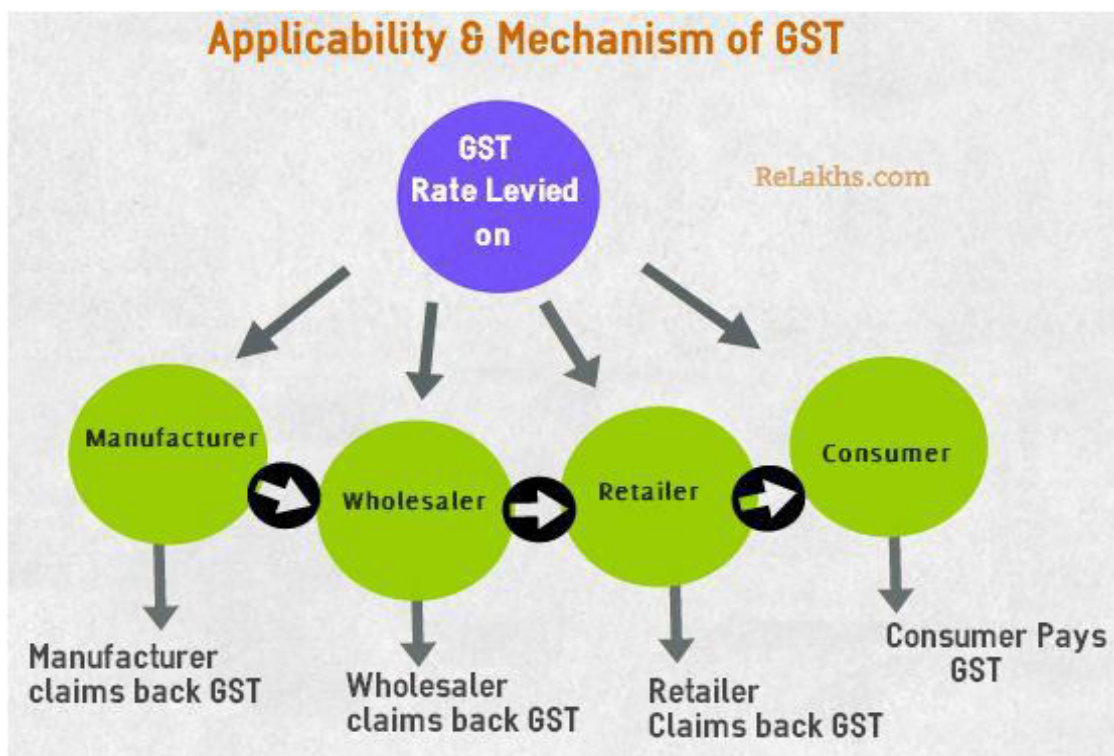 Applicability & Mechanism of GST
GST
Rate Levied
on
ReLakhs.com
Manufacturer
Wholesaler
Retailer
Consumer
Manufacturer
claims back GST
Wholesaler
claims back GST
Retailer
Claims back GST
Consumer Pays
GST